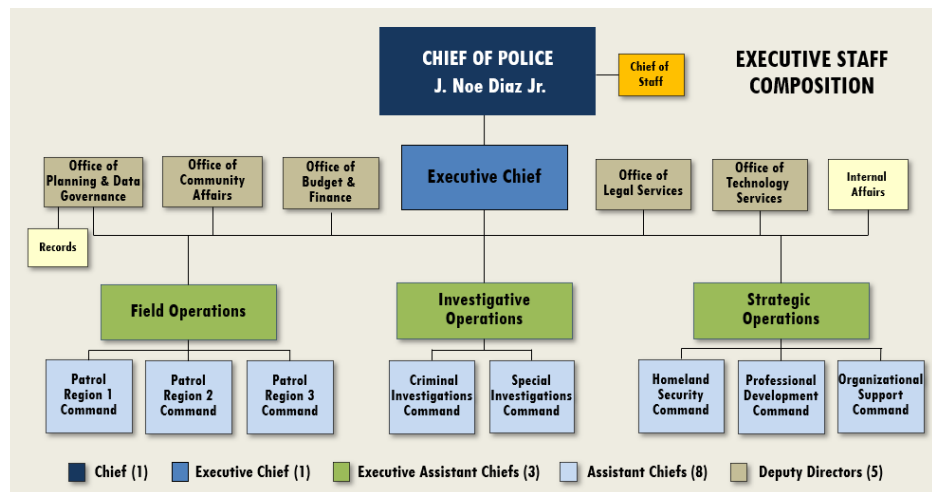 CHIEF OF POLICE
J. Noe Diaz Jr.
Chief of
Staff
EXECUTIVE STAFF
COMPOSITION
Office of
Planning & Data
Governance
Office of
Community
Affairs
Office of
Budget &
Finance
Executive Chief
Office of
Legal Services
Office of
Technology
Services
Internal
Affairs
Records
Field Operations
Investigative
Operations
Strategic
Operations
Patrol
Region 1
Command
Patrol
Region 2
Command
Patrol
Region 3
Command
Criminal
Investigations
Command
Special
Investigations
Command
Homeland
Security
Command
Professional
Development
Command
Organizational
Support
Command
Chief (1)
Executive Chief (1)
Executive Assistant Chiefs (3)
Assistant Chiefs (8)
Deputy Directors (5)